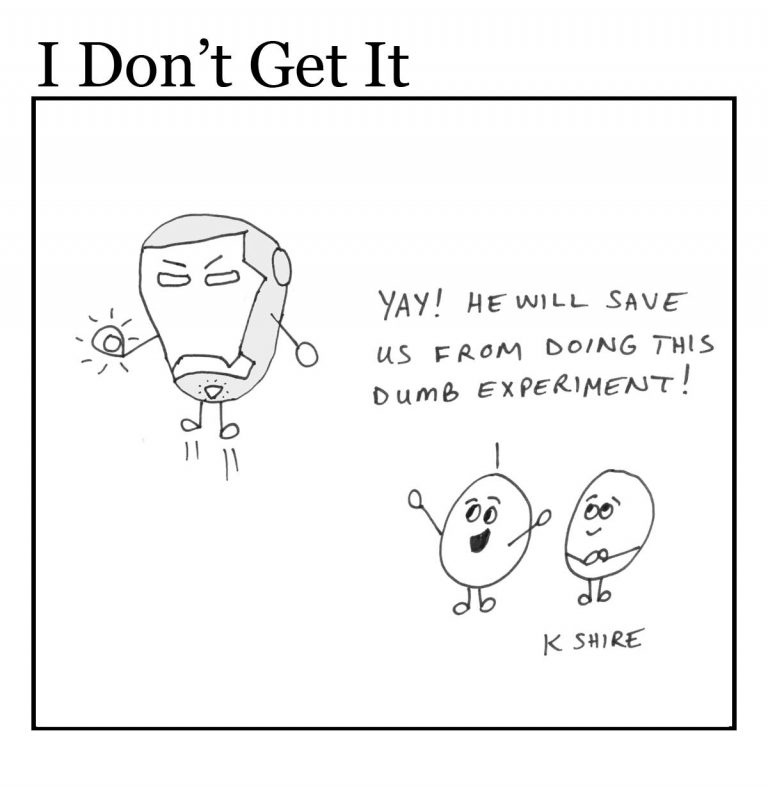 I Don't Get It
YAY! HE WILL SAVE
US FROM DOING THIS
DUMB EXPERIMENT!
K SHIRE